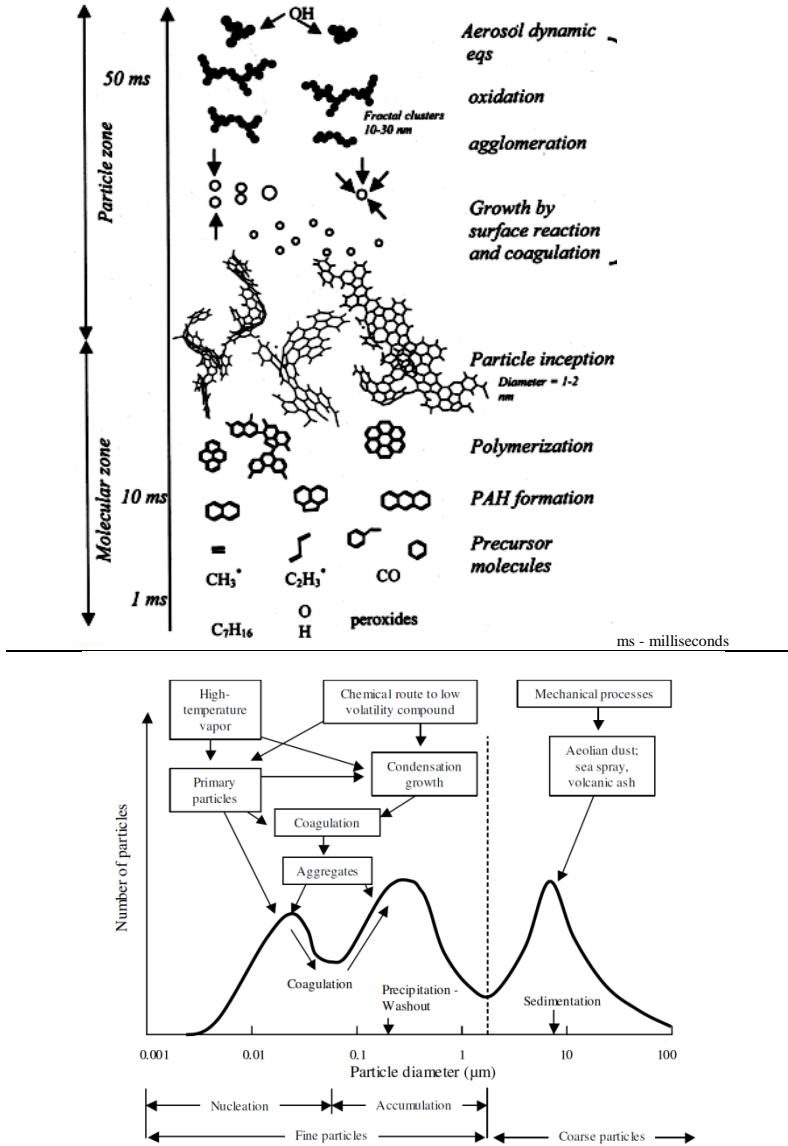 OH
Aerosol dynamic
eqs
50 ms
oxidation
Fractal clusters
10-30 nm
agglomeration
Particle zone
Growth by
surface reaction
and coagulation
Particle inception
Diameter = 1-2
nm
Molecular zone
Polymerization
10 ms
PAH formation
Precursor
molecules
CH₃•
C₂H₃•
CO
1 ms
O
H
peroxides
C₇H₁₆
ms - milliseconds
High-
temperature
vapor
Chemical route to low
volatility compound
Mechanical processes
Primary
particles
Condensation
growth
Aeolian dust;
sea spray,
volcanic ash
Coagulation
Aggregates
Number of particles
Coagulation
Precipitation -
Washout
Sedimentation
0.001
0.01
0.1
1
10
100
Particle diameter (μm)
Nucleation
Accumulation
Fine particles
Coarse particles